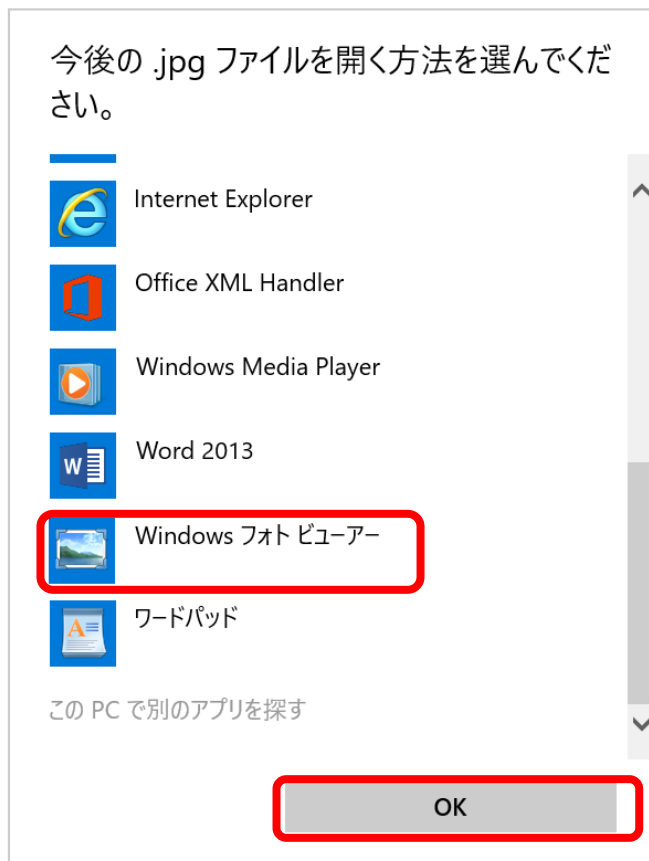 今後の .jpg ファイルを開く方法を選んでくだ
さい。
Internet Explorer
Office XML Handler
Windows Media Player
Word 2013
Windows フォト ビューアー
ワードパッド
この PC で別のアプリを探す
OK